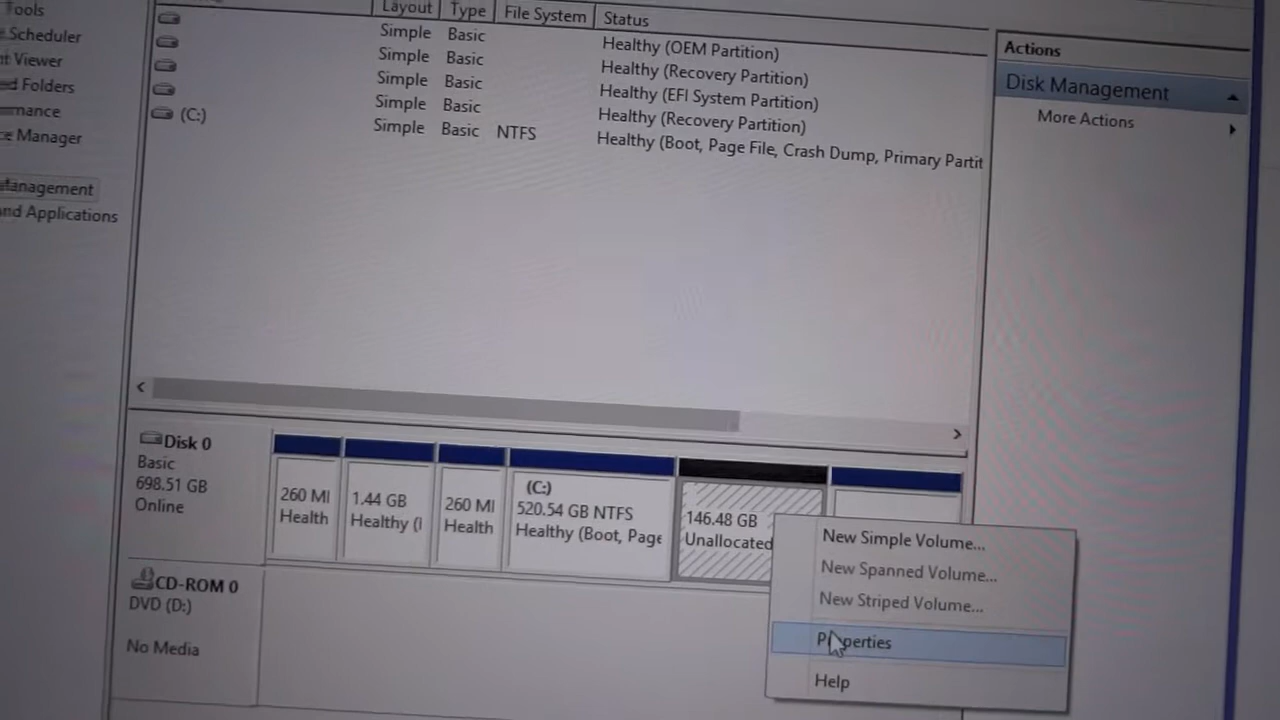 Tools
Scheduler
Viewer
Folders
Manager
and Applications
Layout Type File System Status
Simple Basic Healthy (OEM Partition)
Simple Basic Healthy (Recovery Partition)
Simple Basic Healthy (EFI System Partition)
Simple Basic Healthy (Recovery Partition)
(C:) Simple Basic NTFS Healthy (Boot, Page File, Crash Dump, Primary Partit
Actions
Disk Management
More Actions
Disk 0
Basic
698.51 GB
Online
260 MI
Health
1.44 GB
Healthy (I
260 MI
Health
(C:)
520.54 GB NTFS
Healthy (Boot, Page
146.48 GB
Unallocated
New Simple Volume...
New Spanned Volume...
New Striped Volume...
Properties
Help
CD-ROM 0
DVD (D:)
No Media